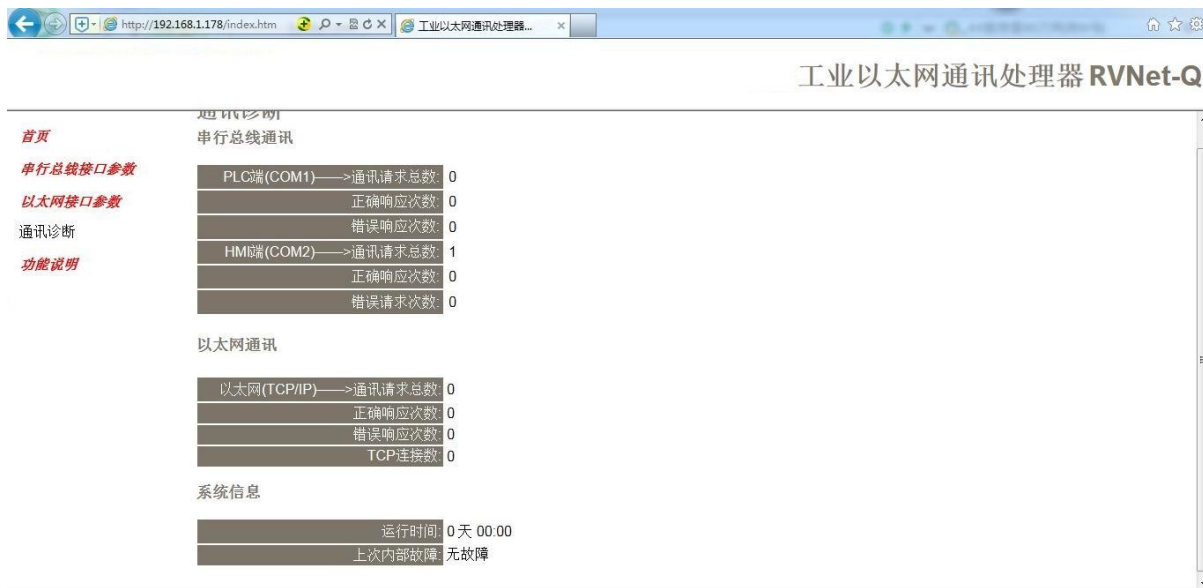 http://192.168.1.178/index.htm
工业以太网通讯处理器...
工业以太网通讯处理器 RVNet-Q
首页
串行总线接口参数
以太网接口参数
通讯诊断
功能说明
通讯诊断
串行总线通讯
PLC端(COM1)——>通讯请求总数: 0
正确响应次数: 0
错误响应次数: 0
HMI端(COM2)——>通讯请求总数: 1
正确响应次数: 0
错误请求次数: 0
以太网通讯
以太网(TCP/IP)——>通讯请求总数: 0
正确响应次数: 0
错误响应次数: 0
TCP连接数: 0
系统信息
运行时间: 0 天 00:00
上次内部故障: 无故障